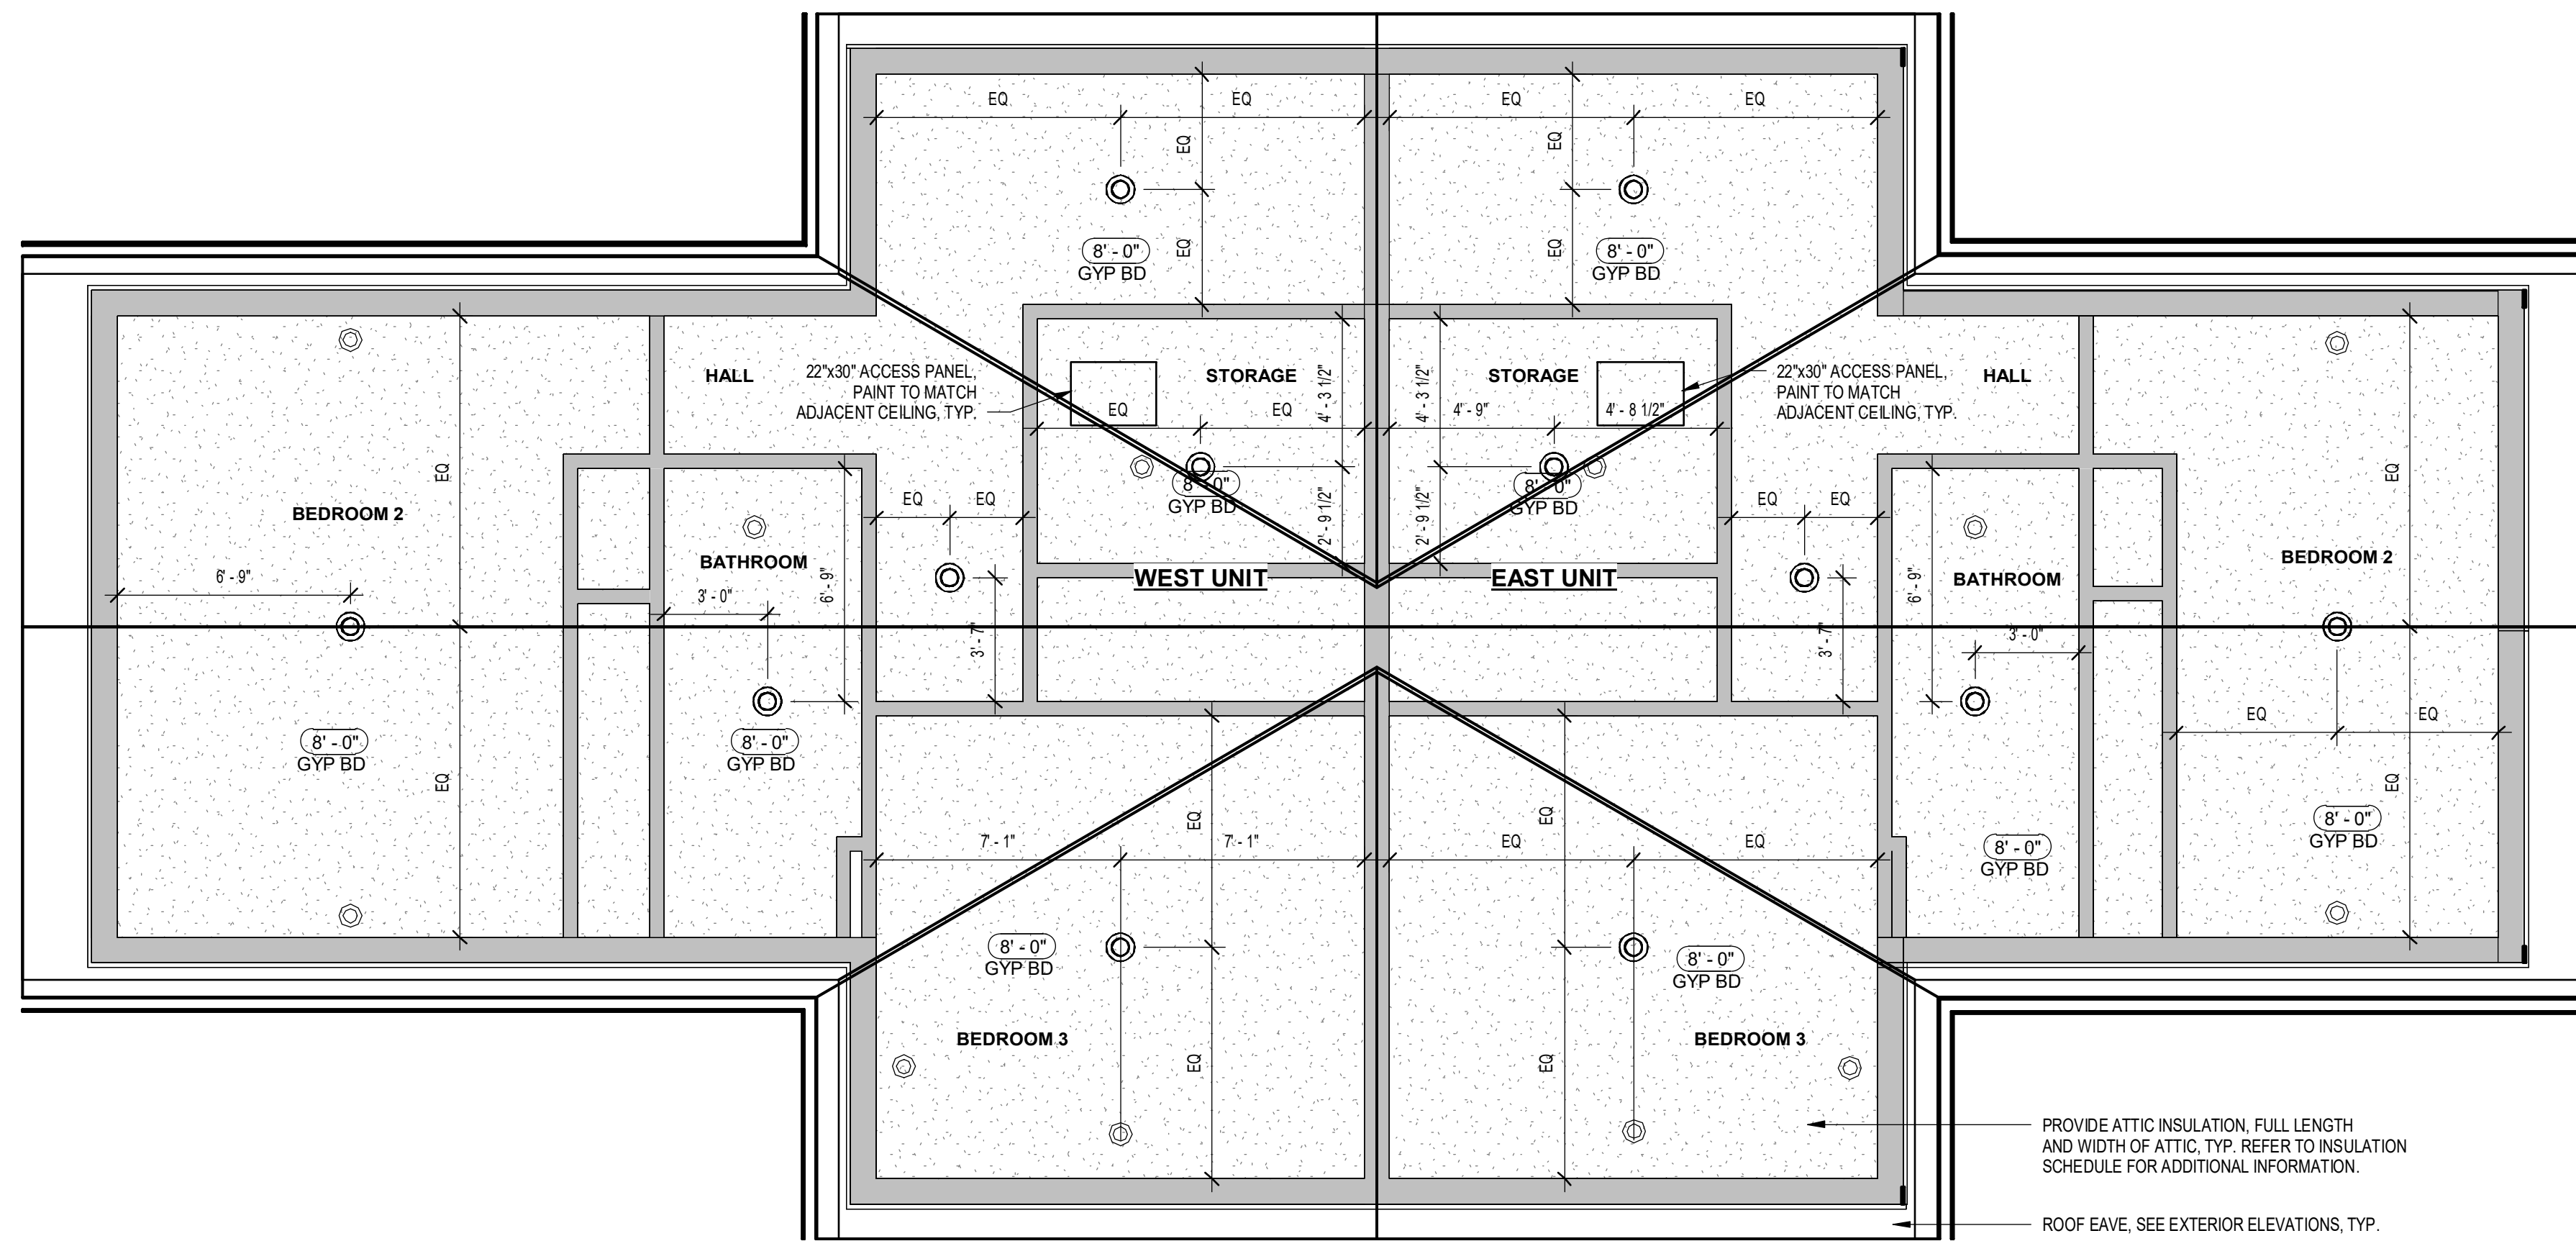 EQ
EQ
EQ
EQ
EQ
EQ
8' - 0"
GYP BD
EQ
EQ
8' - 0"
GYP BD
HALL
22"x30" ACCESS PANEL,
PAINT TO MATCH
ADJACENT CEILING, TYP.
STORAGE
EQ
EQ
4' - 3 1/2"
STORAGE
4' - 3 1/2"
4' - 9"
4' - 8 1/2"
22"x30" ACCESS PANEL,
PAINT TO MATCH
ADJACENT CEILING, TYP.
HALL
EQ
BEDROOM 2
EQ
EQ
8' - 0"
GYP BD
2' - 9 1/2"
2' - 9 1/2"
8' - 0"
GYP BD
EQ
EQ
EQ
BATHROOM
6' - 9"
6' - 9"
3' - 0"
WEST UNIT
EAST UNIT
6' - 9"
BATHROOM
BEDROOM 2
3' - 7"
3' - 7"
3' - 0"
8' - 0"
GYP BD
EQ
8' - 0"
GYP BD
EQ
EQ
EQ
7' - 1"
EQ
7' - 1"
EQ
EQ
EQ
8' - 0"
GYP BD
8' - 0"
GYP BD
8' - 0"
GYP BD
8' - 0"
GYP BD
BEDROOM 3
EQ
EQ
BEDROOM 3
PROVIDE ATTIC INSULATION, FULL LENGTH
AND WIDTH OF ATTIC, TYP. REFER TO INSULATION
SCHEDULE FOR ADDITIONAL INFORMATION.
ROOF EAVE, SEE EXTERIOR ELEVATIONS, TYP.